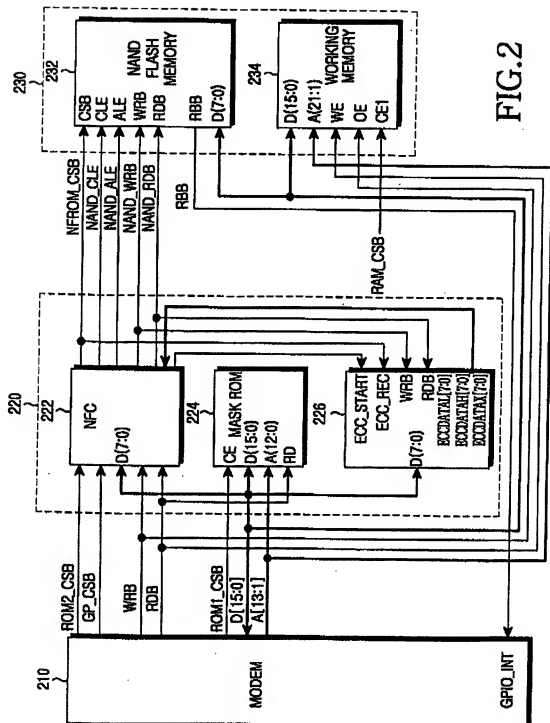 210
MODEM
GPIO_INT
ROM2_CSB
GP_CSB
WRB
RDB
ROM1_CSB
D[15:0]
A[13:1]
220
222
NFC
D(7:0)
224
CE
MASK ROM
D(15:0)
A(12:0)
RD
226
ECC_START
ECC_REC
WRB
RDB
D(7:0)
ECCDATAL[7:0]
ECCDATAH[7:0]
ECCDATAX[7:0]
NFROM_CSB
NAND_CLE
NAND_ALE
NAND_WRB
NAND_RDB
RBB
RAM_CSB
230
232
CSB
CLE
ALE
WRB
RDB
NAND
FLASH
MEMORY
RBB
D(7:0)
234
D(15:0)
A(21:1)
WE
OE
CE1
WORKING
MEMORY
FIG.2